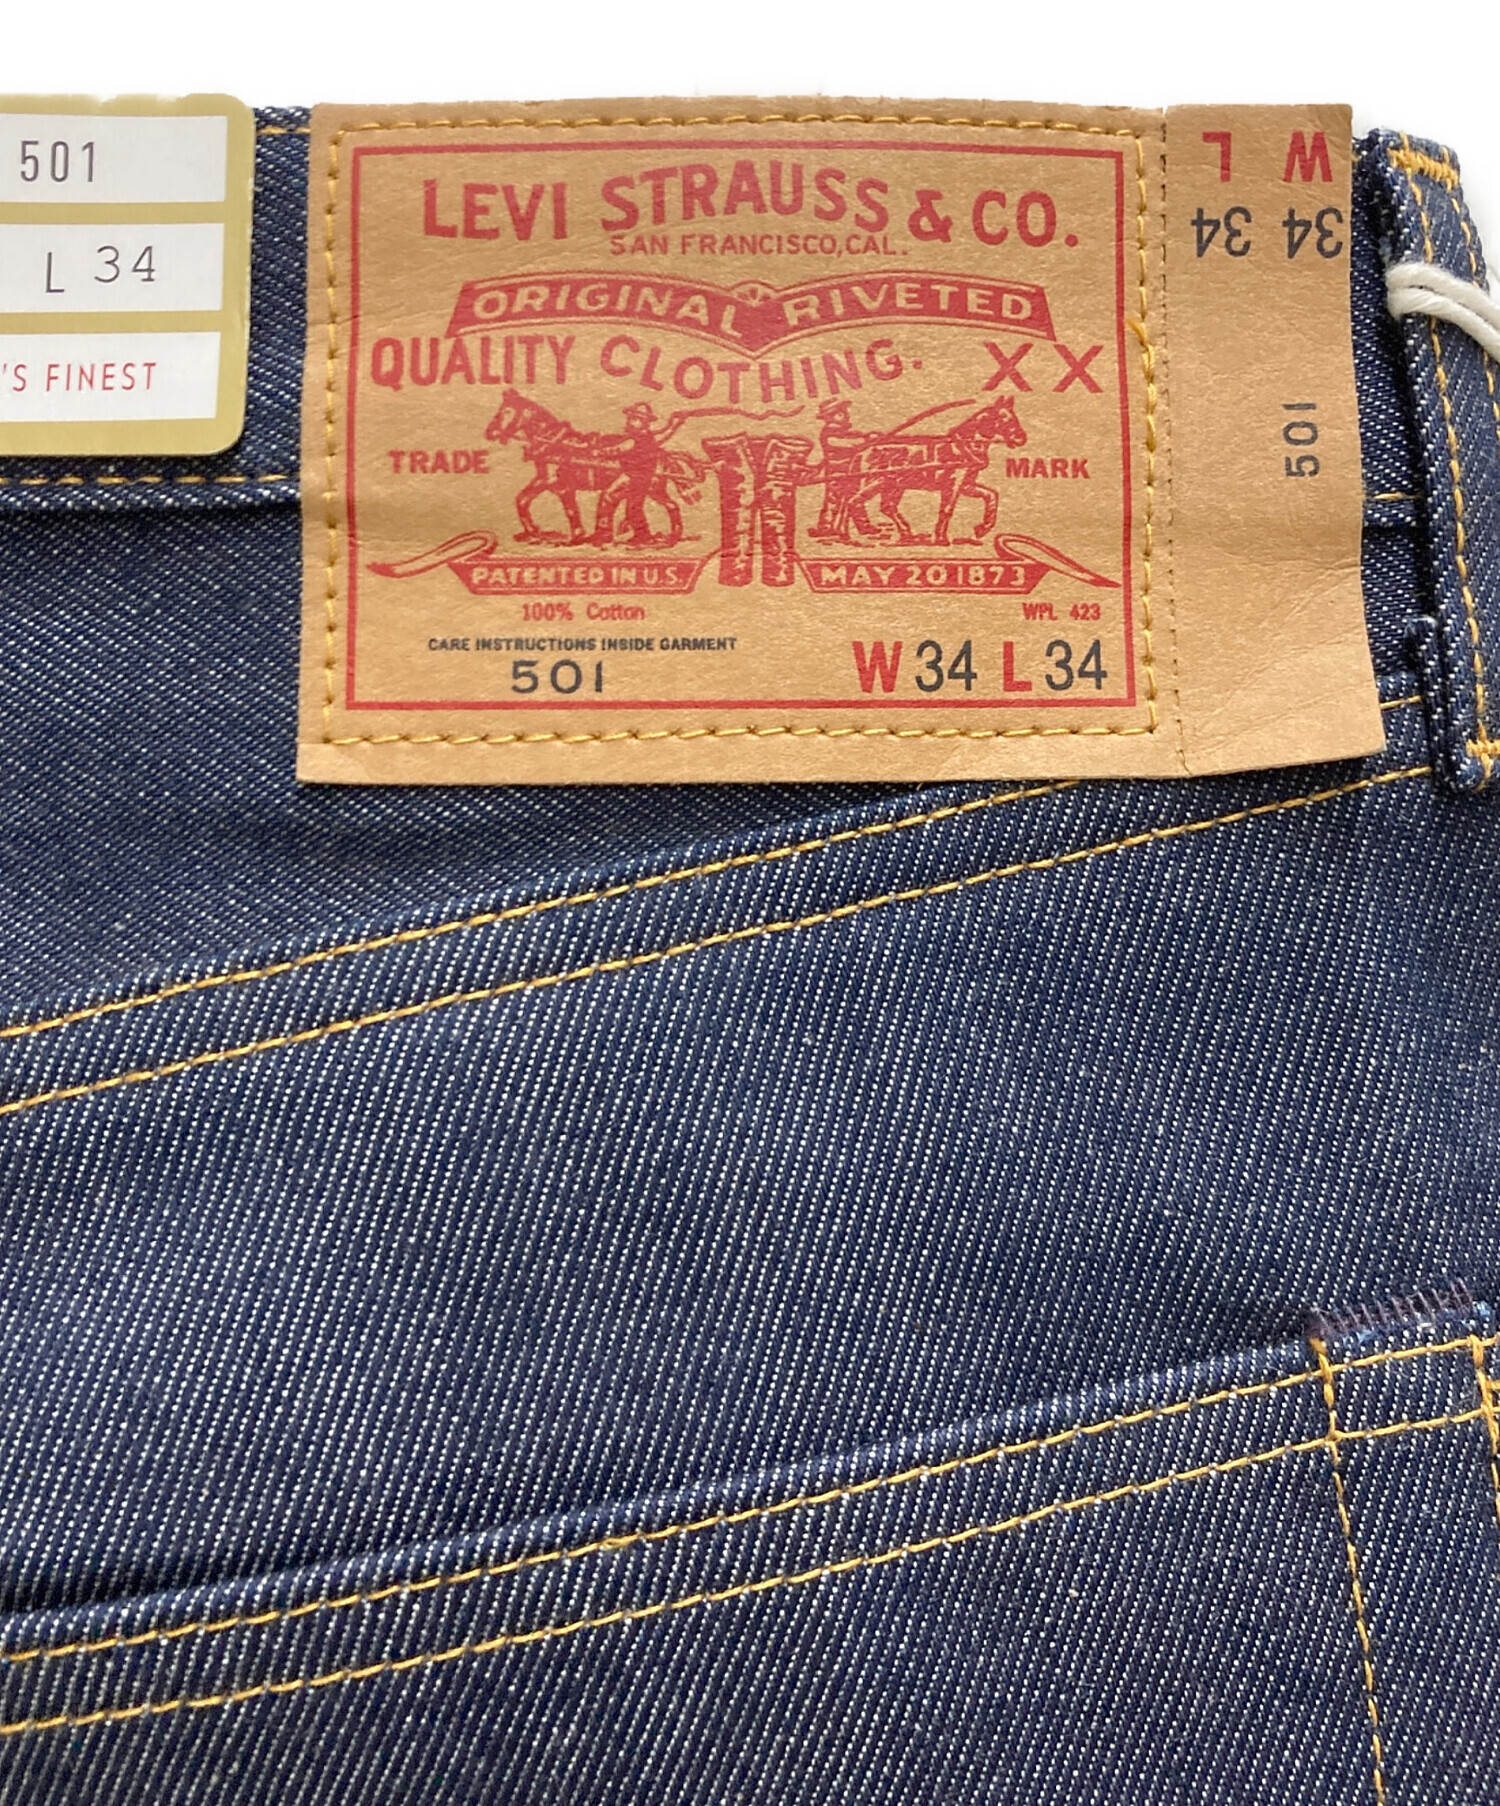 501
L 34
'S FINEST
LEVI STRAUSS & CO.
SAN FRANCISCO, CAL.
ORIGINAL RIVETED
QUALITY CLOTHING. XX
TRADE MARK
PATENTED IN U.S. MAY 20 1873
100% Cotton WPL 423
CARE INSTRUCTIONS INSIDE GARMENT
501 W 34 L 34
W L
34 34
501